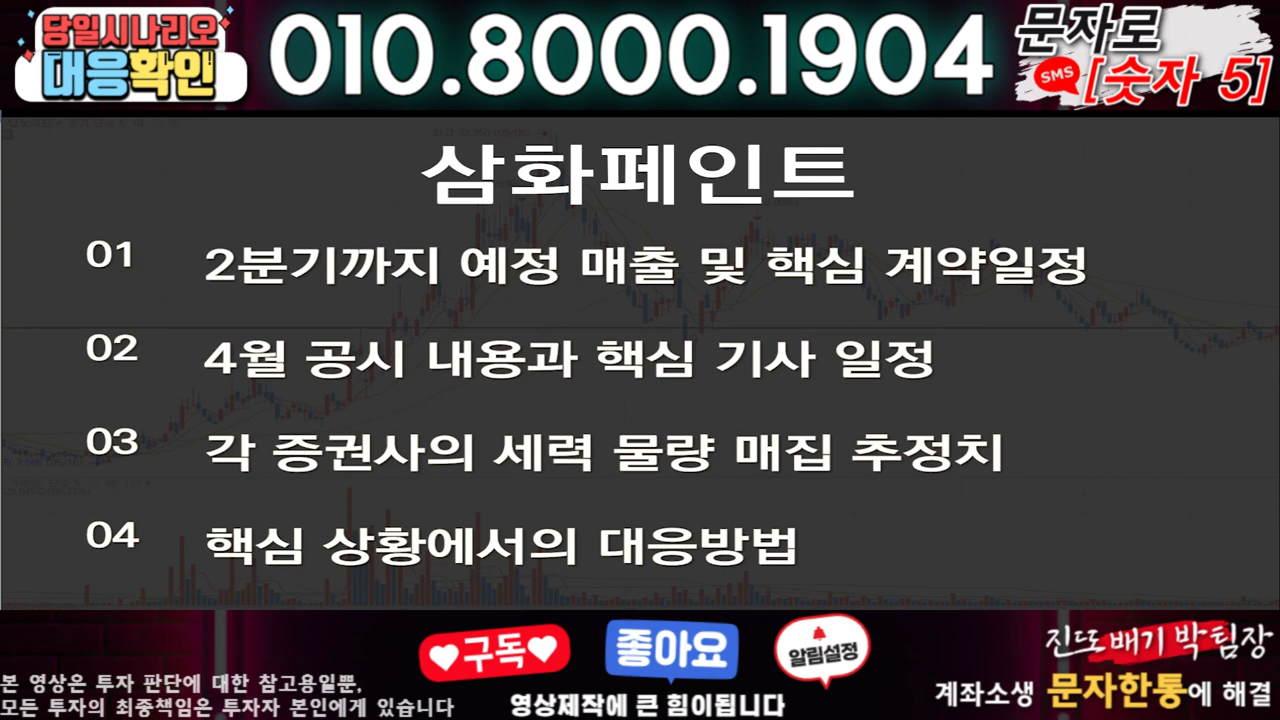 당일시나리오
대응확인
010.8000.1904
문자로
SMS [숫자 5]
삼화페인트
01 2분기까지 예정 매출 및 핵심 계약일정
02 4월 공시 내용과 핵심 기사 일정
03 각 증권사의 세력 물량 매집 추정치
04 핵심 상황에서의 대응방법
구독
좋아요
알림설정
영상제작에 큰 힘이됩니다
본 영상은 투자 판단에 대한 참고용일뿐,
모든 투자의 최종책임은 투자자 본인에게 있습니다
진또배기 박팀장
계좌소생 문자한통에 해결